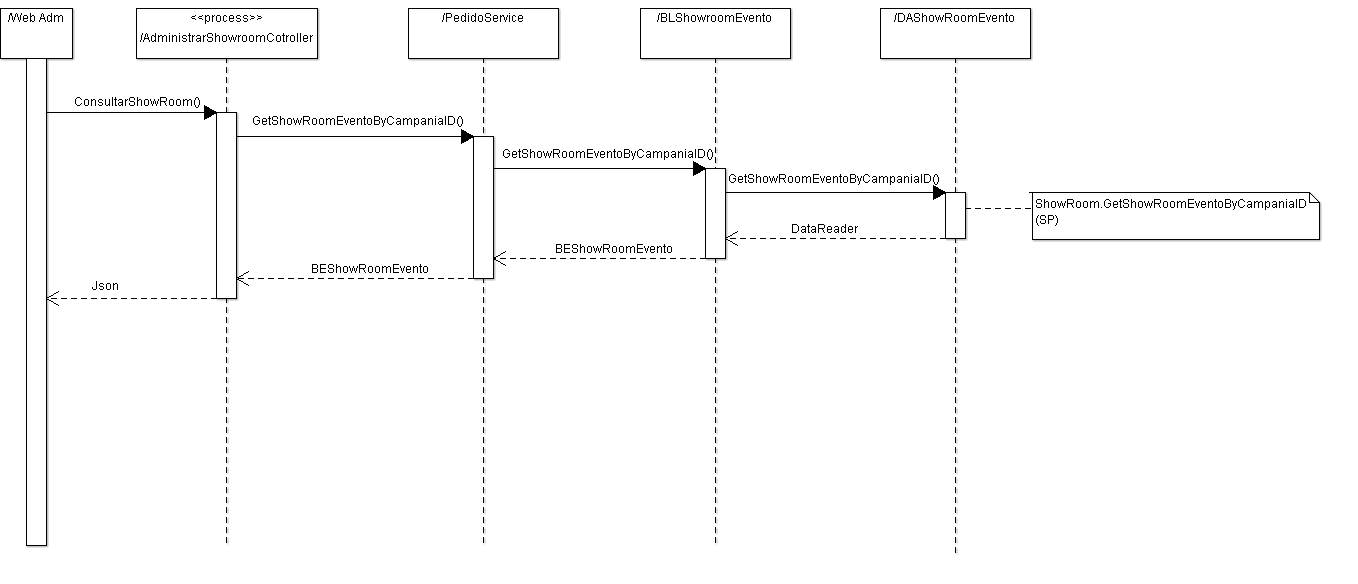 /Web Adm
<<process>>
/AdministrarShowroomCotroller
/PedidoService
/BLShowroomEvento
/DAShowRoomEvento
ConsultarShowRoom()
GetShowRoomEventoByCampaniaID()
GetShowRoomEventoByCampaniaID()
GetShowRoomEventoByCampaniaID()
ShowRoom.GetShowRoomEventoByCampaniaID
(SP)
DataReader
BEShowRoomEvento
BEShowRoomEvento
Json